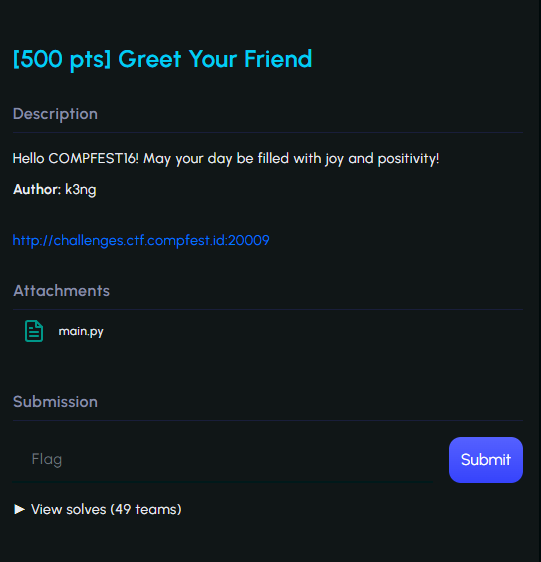 [500 pts] Greet Your Friend
Description
Hello COMPFEST16! May your day be filled with joy and positivity!
Author: k3ng
http://challenges.ctf.compfest.id:20009
Attachments
main.py
Submission
Flag
Submit
► View solves (49 teams)